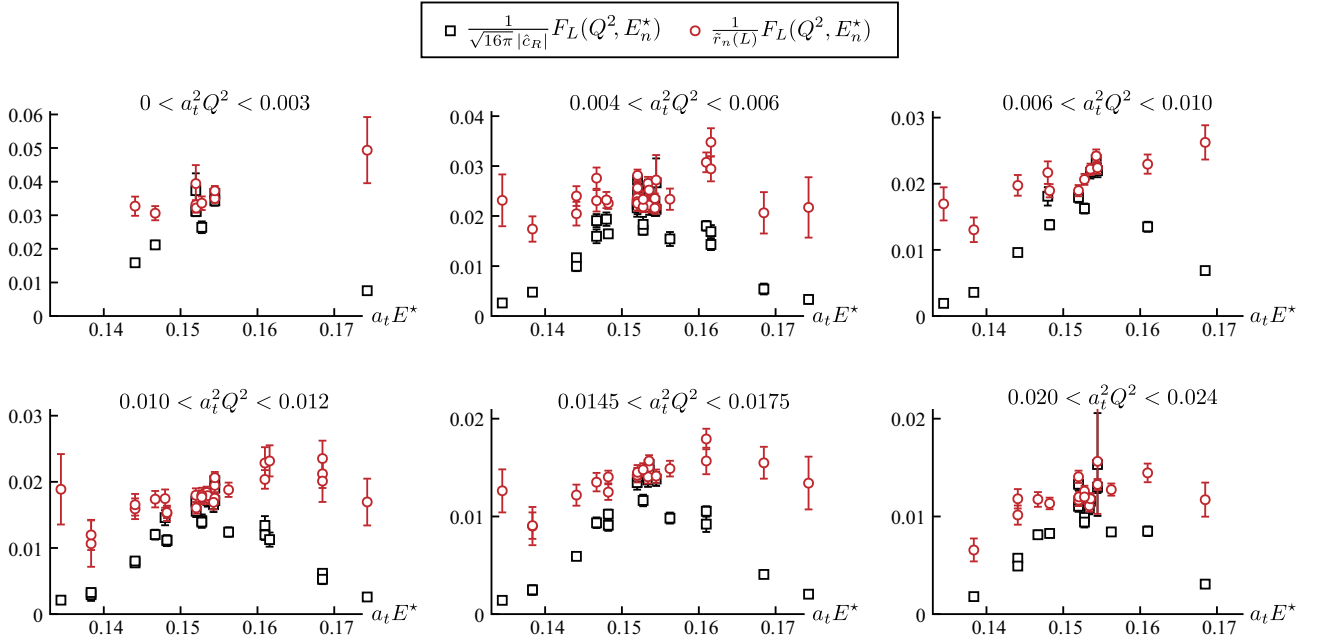 1/(√16π |ĉ_R|) F_L(Q², E_n⋆)   1/(r̃_n(L)) F_L(Q², E_n⋆)
0 < a_t²Q² < 0.003
0.06
0.05
0.04
0.03
0.02
0.01
0
0.14 0.15 0.16 0.17 a_t E⋆
0.004 < a_t²Q² < 0.006
0.04
0.03
0.02
0.01
0
0.14 0.15 0.16 0.17 a_t E⋆
0.006 < a_t²Q² < 0.010
0.03
0.02
0.01
0
0.14 0.15 0.16 0.17 a_t E⋆
0.010 < a_t²Q² < 0.012
0.03
0.02
0.01
0
0.14 0.15 0.16 0.17 a_t E⋆
0.0145 < a_t²Q² < 0.0175
0.02
0.01
0
0.14 0.15 0.16 0.17 a_t E⋆
0.020 < a_t²Q² < 0.024
0.02
0.01
0
0.14 0.15 0.16 0.17 a_t E⋆